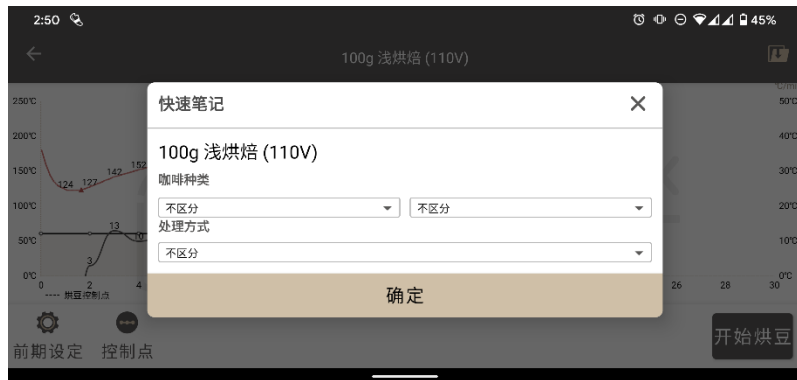 2:50 45%
100g 浅烘焙 (110V)
快速笔记
100g 浅烘焙 (110V)
咖啡种类
不区分 不区分
处理方式
不区分
确定
250℃ 50℃
200℃ 40℃
150℃ 30℃
100℃ 20℃
50℃ 10℃
0℃ 0℃
124 127 142 152
13 10
3
0 2 4 26 28 30
---- 烘豆控制点
前期设定 控制点 开始烘豆